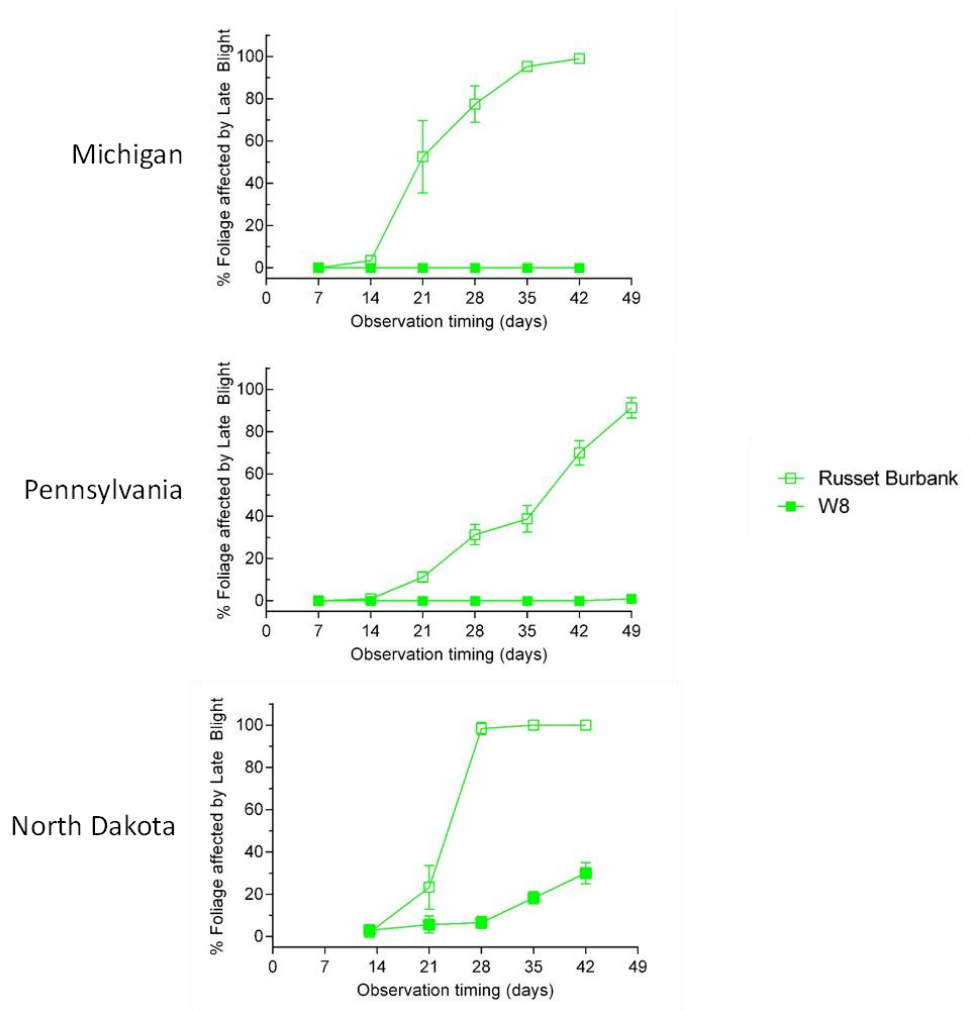 Michigan
% Foliage affected by Late Blight
100
80
60
40
20
0
0 7 14 21 28 35 42 49
Observation timing (days)
Pennsylvania
% Foliage affected by Late Blight
100
80
60
40
20
0
0 7 14 21 28 35 42 49
Observation timing (days)
Russet Burbank
W8
North Dakota
% Foliage affected by Late Blight
100
80
60
40
20
0
0 7 14 21 28 35 42 49
Observation timing (days)